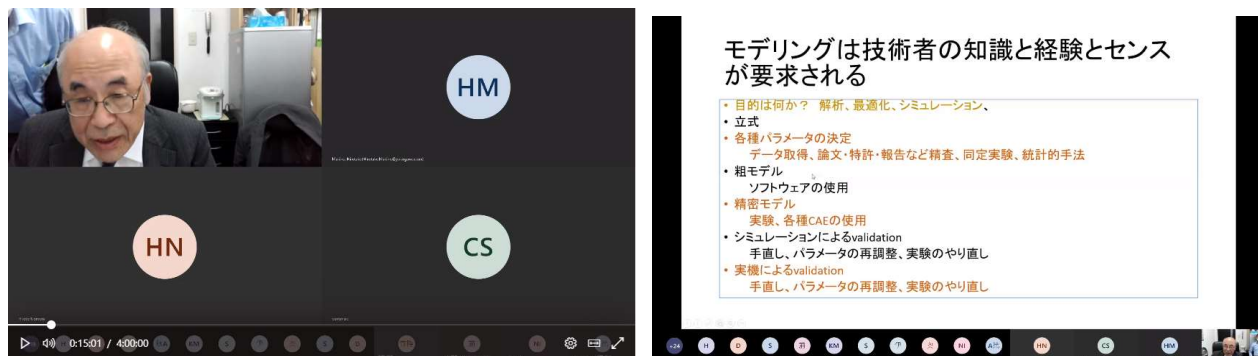 HM
HN
CS
0:15:01 / 4:00:00
モデリングは技術者の知識と経験とセンス
が要求される
• 目的は何か？ 解析、最適化、シミュレーション、
• 立式
• 各種パラメータの決定
データ取得、論文・特許・報告など精査、同定実験、統計的手法
• 粗モデル
ソフトウェアの使用
• 精密モデル
実験、各種CAEの使用
• シミュレーションによるvalidation
手直し、パラメータの再調整、実験のやり直し
• 実機によるvalidation
手直し、パラメータの再調整、実験のやり直し
+24 H D S KM S NI HN CS HM